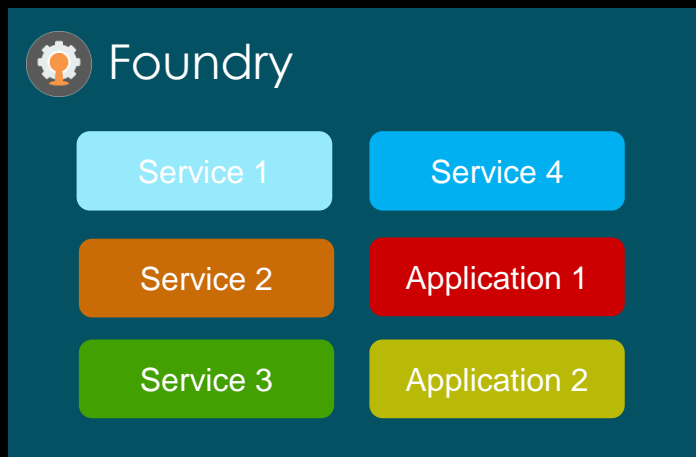 Foundry
Service 1
Service 4
Service 2
Application 1
Service 3
Application 2